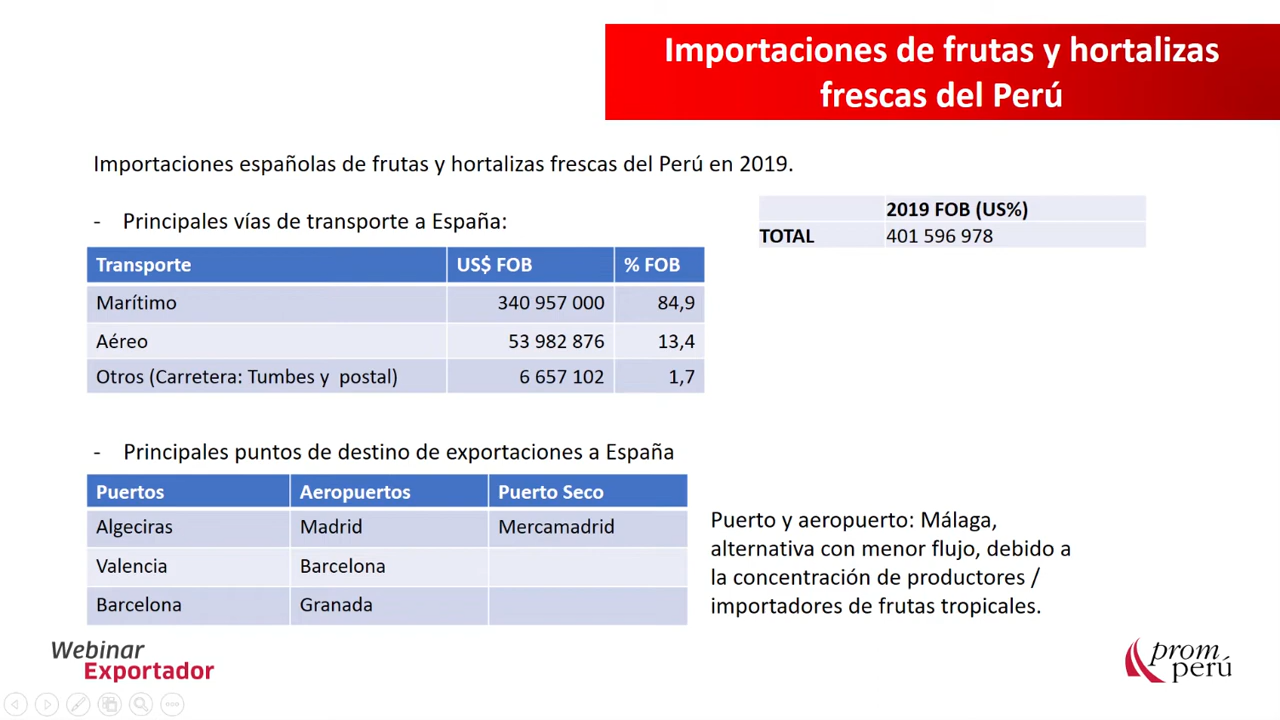 Importaciones de frutas y hortalizas
frescas del Perú
Importaciones españolas de frutas y hortalizas frescas del Perú en 2019.
- Principales vías de transporte a España:
2019 FOB (US%)
TOTAL 401 596 978
Transporte US$ FOB % FOB
Marítimo 340 957 000 84,9
Aéreo 53 982 876 13,4
Otros (Carretera: Tumbes y postal) 6 657 102 1,7
- Principales puntos de destino de exportaciones a España
Puertos Aeropuertos Puerto Seco
Algeciras Madrid Mercamadrid
Valencia Barcelona
Barcelona Granada
Puerto y aeropuerto: Málaga,
alternativa con menor flujo, debido a
la concentración de productores /
importadores de frutas tropicales.
Webinar
Exportador
prom
perú